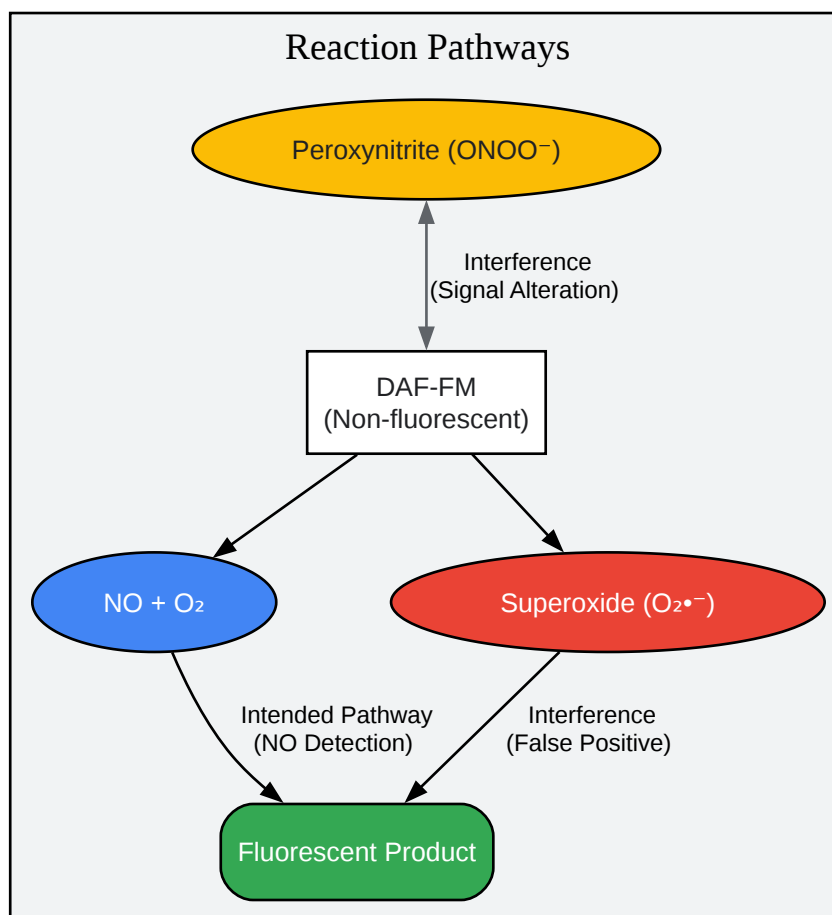 Reaction Pathways
Peroxynitrite (ONOO⁻)
Interference
(Signal Alteration)
DAF-FM
(Non-fluorescent)
NO + O₂
Superoxide (O₂•⁻)
Intended Pathway
(NO Detection)
Interference
(False Positive)
Fluorescent Product